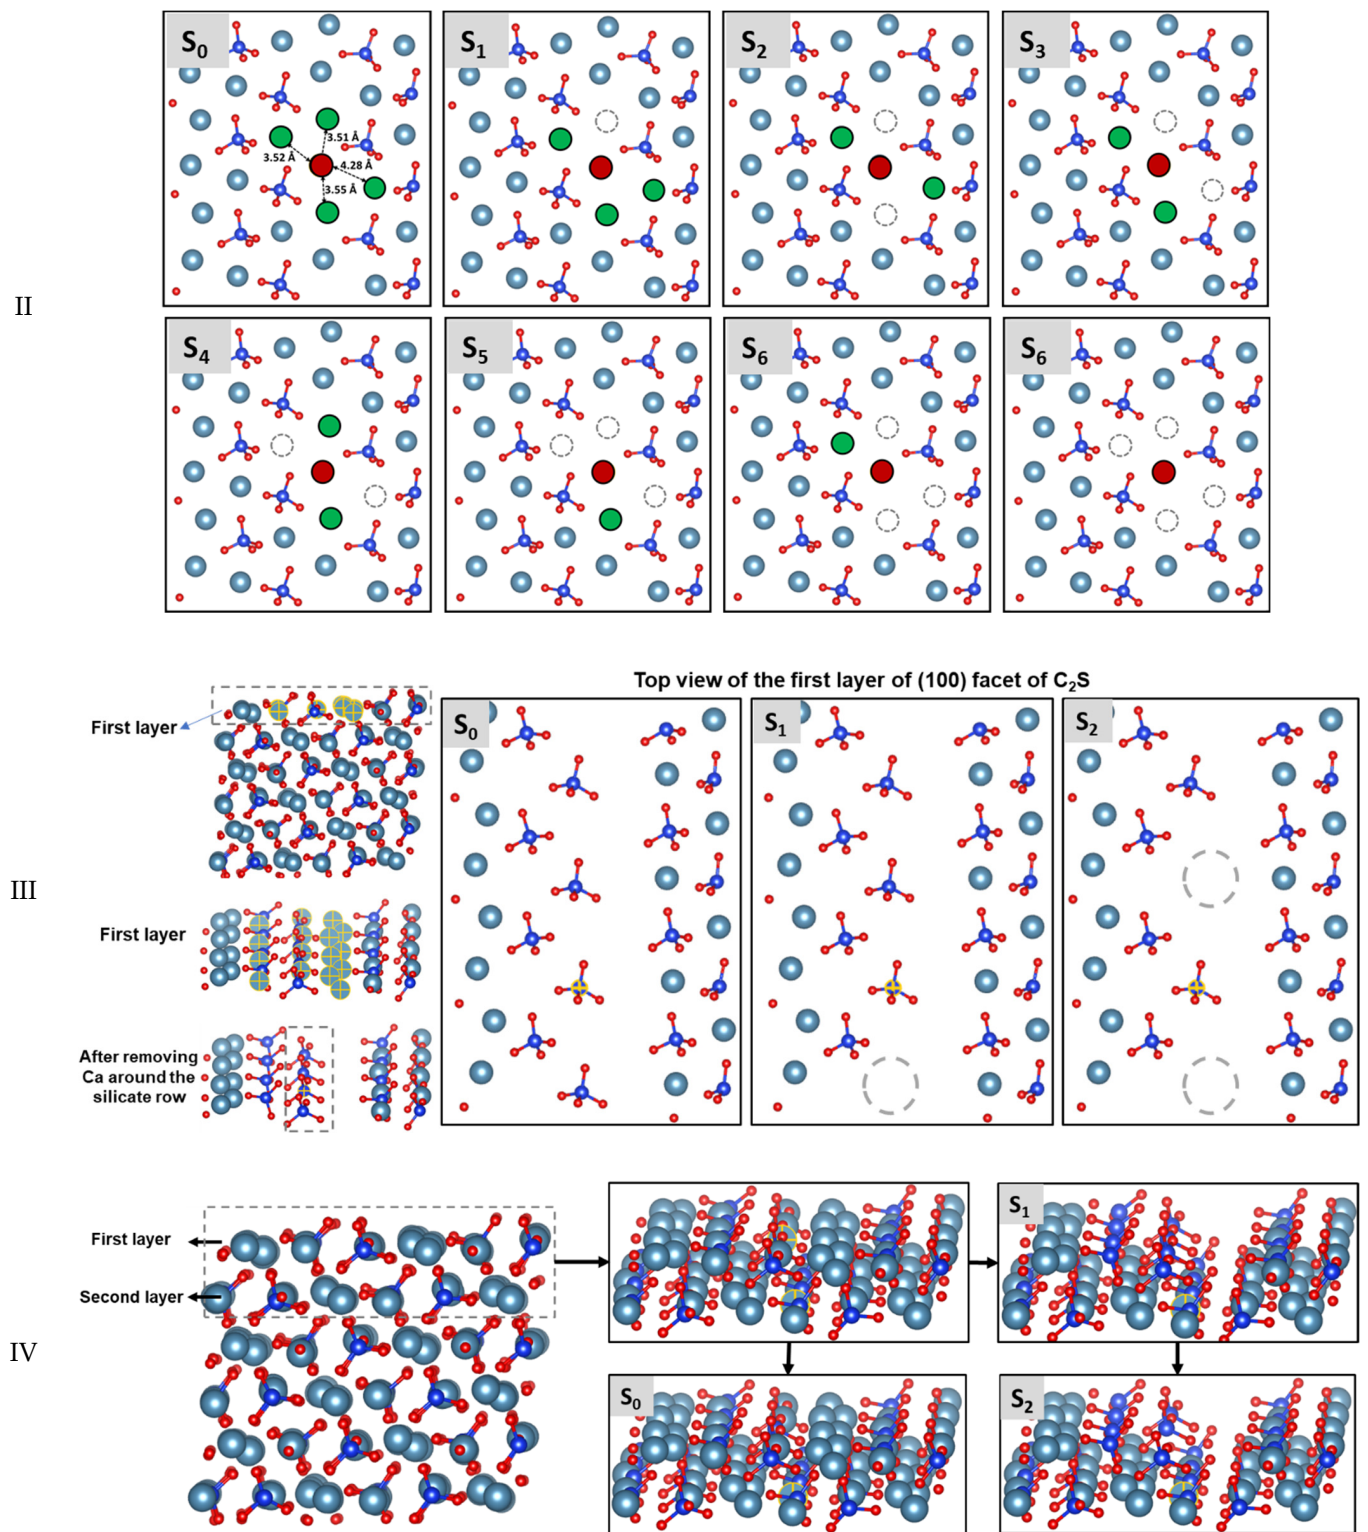 II
S0
S1
S2
S3
3.51 Å
3.52 Å
4.28 Å
3.55 Å
S4
S5
S6
S6
III
Top view of the first layer of (100) facet of C2S
First layer
S0
S1
S2
First layer
After removing
Ca around the
silicate row
IV
First layer
Second layer
S1
S0
S2